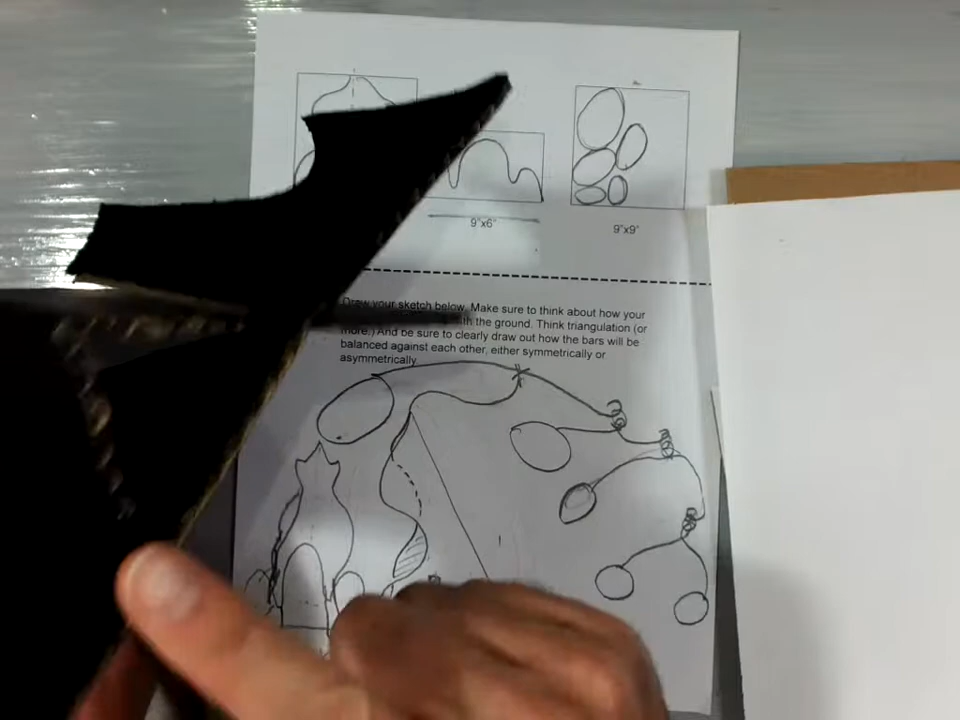 9"x6"
9"x9"
Draw your sketch below. Make sure to think about how your
with the ground. Think triangulation (or
more.) And be sure to clearly draw out how the bars will be
balanced against each other, either symmetrically or
asymmetrically.